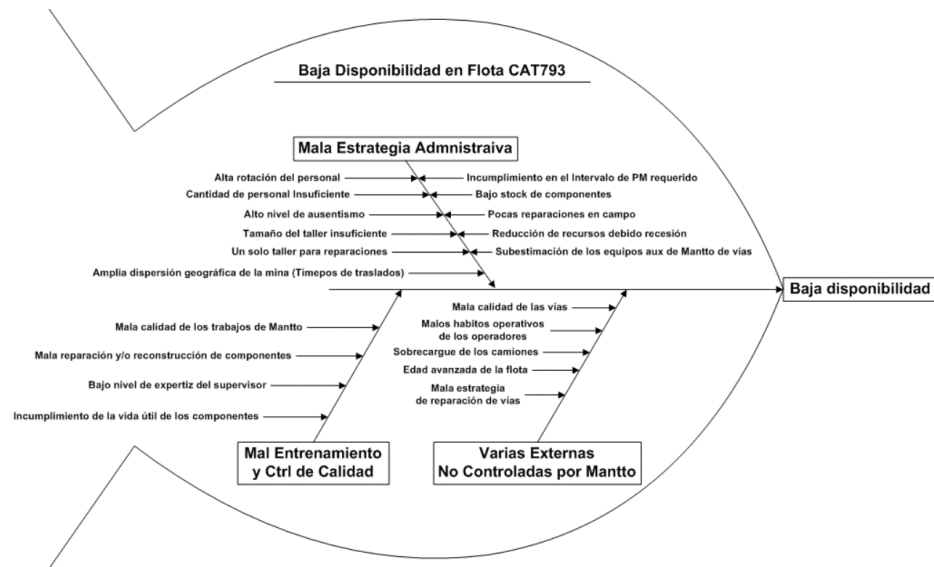 Baja Disponibilidad en Flota CAT793
Mala Estrategia Admnistraiva
Alta rotación del personal
Incumplimiento en el Intervalo de PM requerido
Cantidad de personal Insuficiente
Bajo stock de componentes
Alto nivel de ausentismo
Pocas reparaciones en campo
Tamaño del taller insuficiente
Reducción de recursos debido recesión
Un solo taller para reparaciones
Subestimación de los equipos aux de Mantto de vías
Amplia dispersión geográfica de la mina (Timepos de traslados)
Baja disponibilidad
Mala calidad de los trabajos de Mantto
Mala reparación y/o reconstrucción de componentes
Bajo nivel de expertiz del supervisor
Incumplimiento de la vida útil de los componentes
Mal Entrenamiento
y Ctrl de Calidad
Mala calidad de las vías
Malos habitos operativos
de los operadores
Sobrecargue de los camiones
Edad avanzada de la flota
Mala estrategia
de reparación de vías
Varias Externas
No Controladas por Mantto